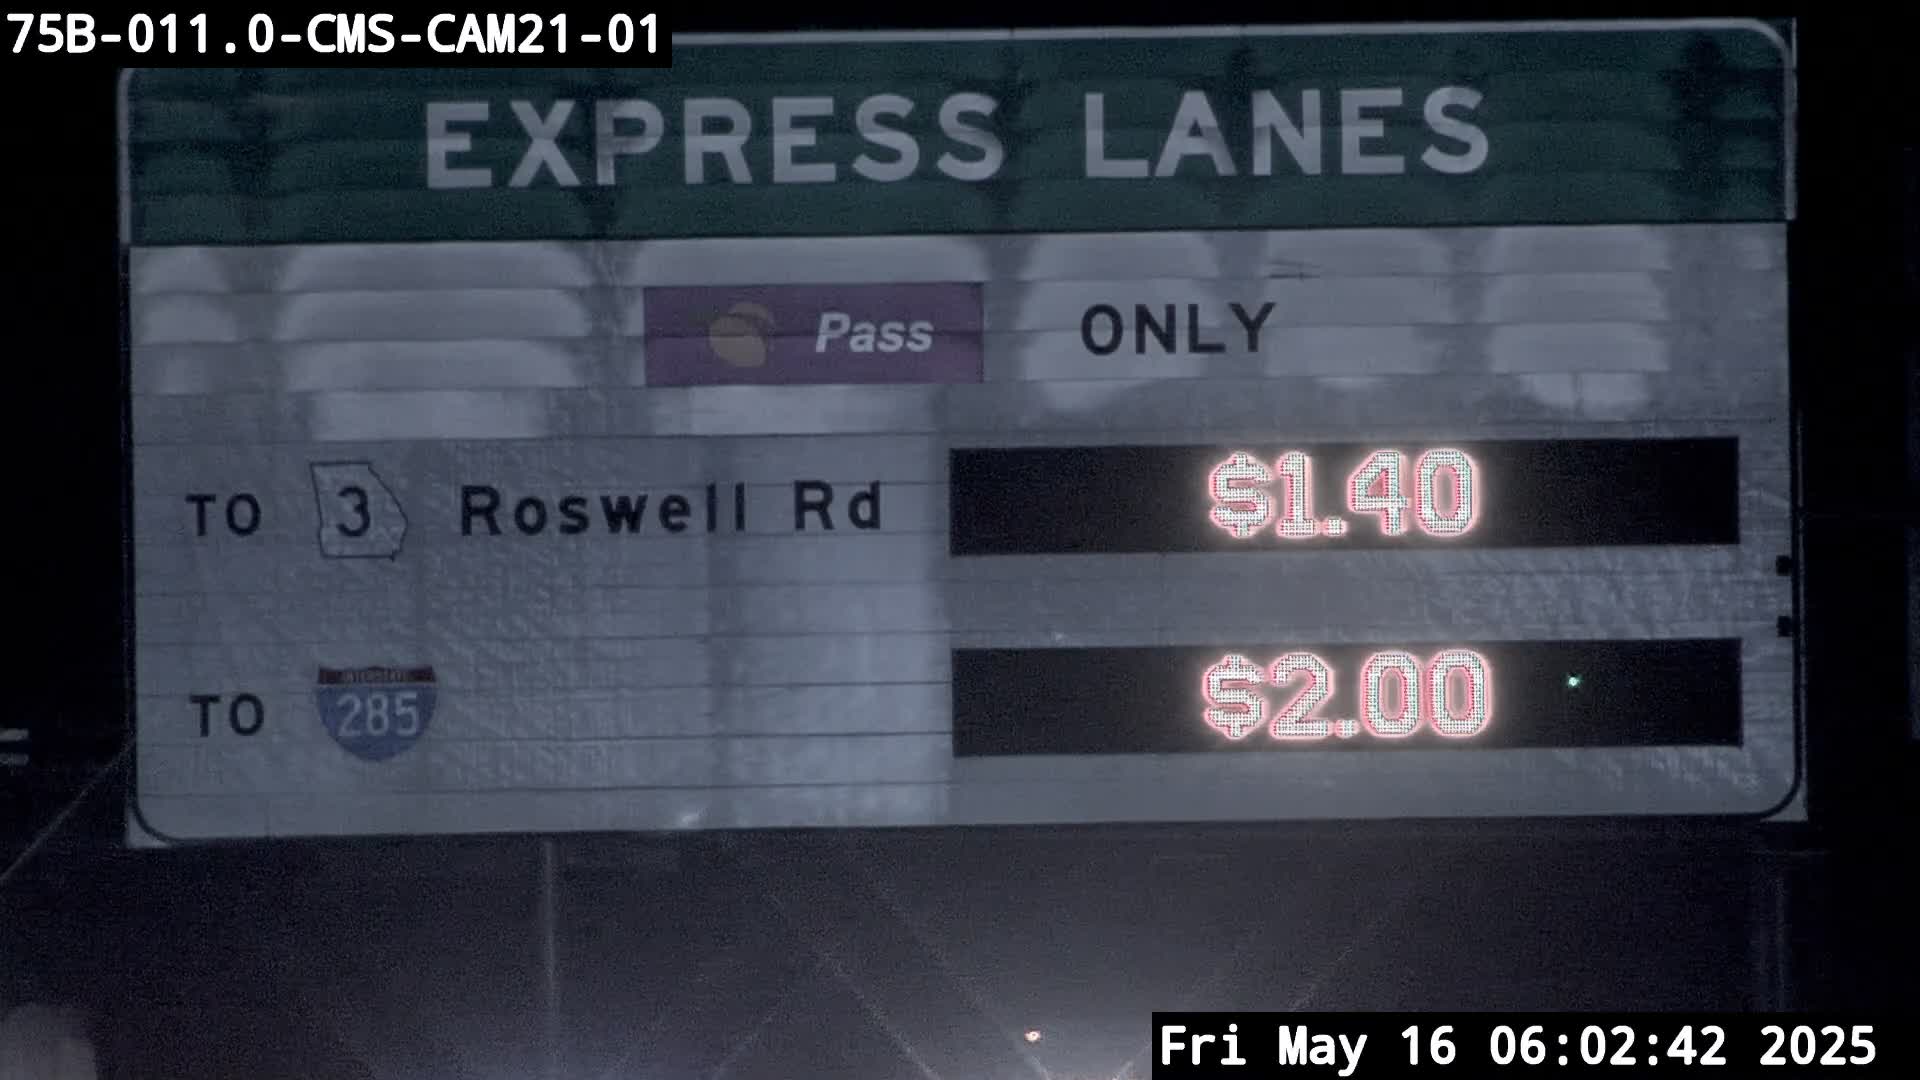 75B-011.0-CMS-CAM21-01
EXPRESS LANES
Pass ONLY
TO 3 Roswell Rd $1.40
INTERSTATE
TO 285 $2.00
Fri May 16 06:02:42 2025